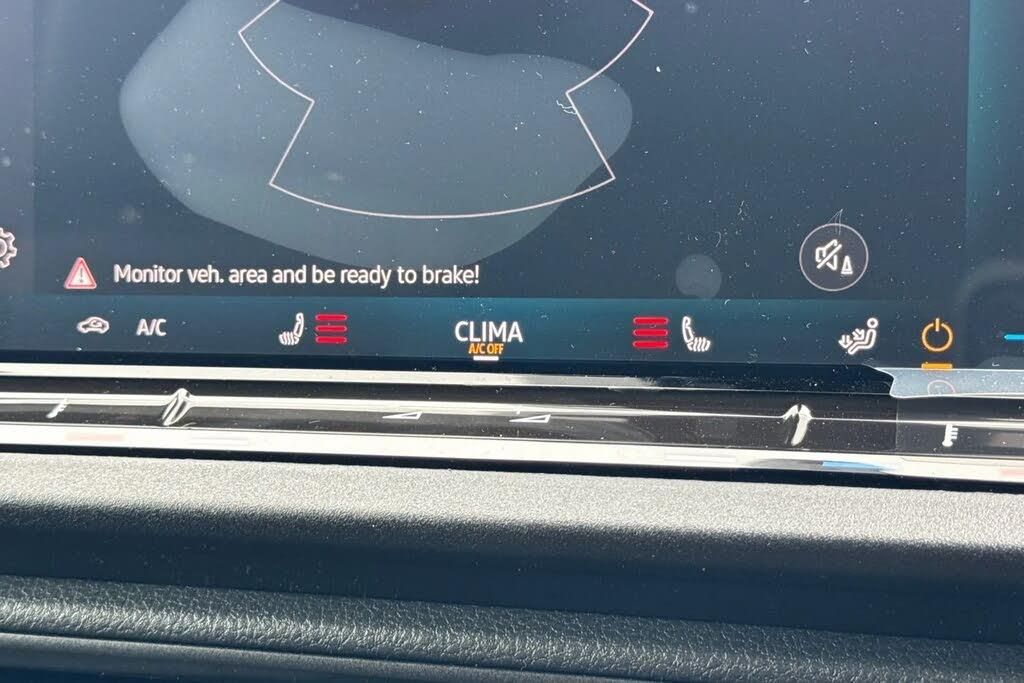 Monitor veh. area and be ready to brake!
A/C
CLIMA
A/C OFF